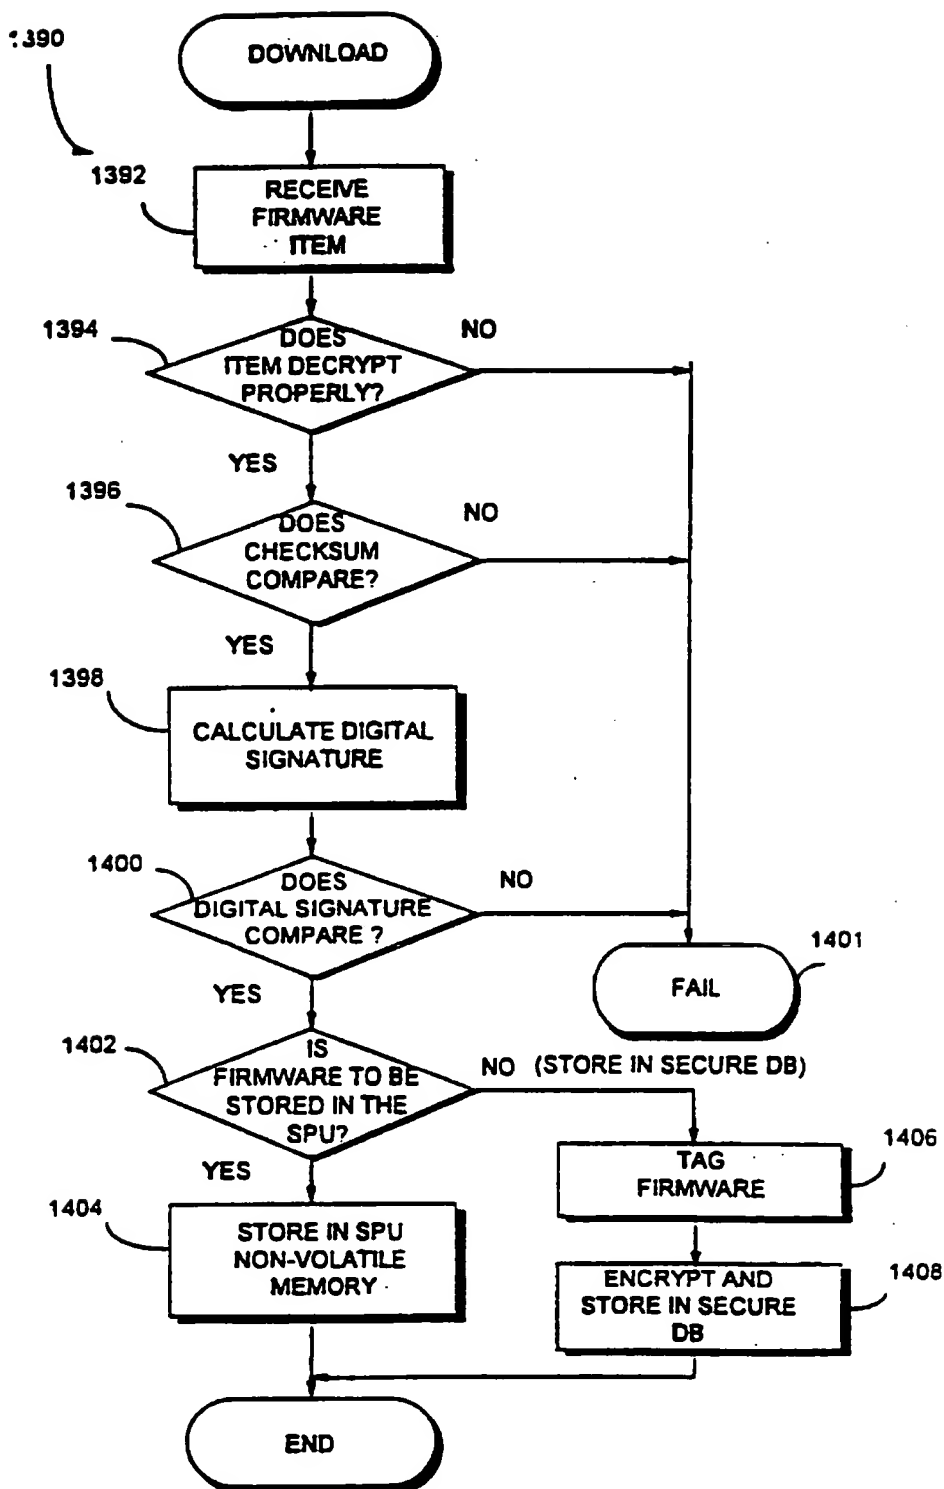 1390
DOWNLOAD
1392
RECEIVE
FIRMWARE
ITEM
1394
DOES
ITEM DECRYPT
PROPERLY?
NO
YES
1396
DOES
CHECKSUM
COMPARE?
NO
YES
1398
CALCULATE DIGITAL
SIGNATURE
1400
DOES
DIGITAL SIGNATURE
COMPARE ?
NO
1401
FAIL
YES
1402
IS
FIRMWARE TO BE
STORED IN THE
SPU?
NO (STORE IN SECURE DB)
YES
1406
TAG
FIRMWARE
1404
STORE IN SPU
NON-VOLATILE
MEMORY
1408
ENCRYPT AND
STORE IN SECURE
DB
END